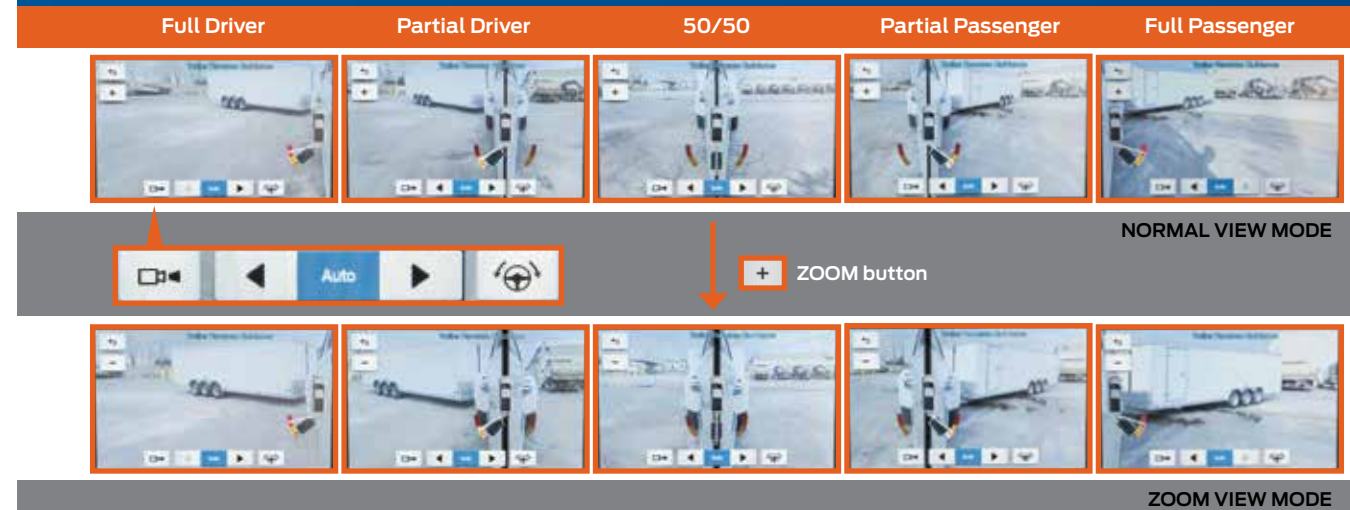 Full Driver
Partial Driver
50/50
Partial Passenger
Full Passenger
NORMAL VIEW MODE
Auto
+ ZOOM button
ZOOM VIEW MODE